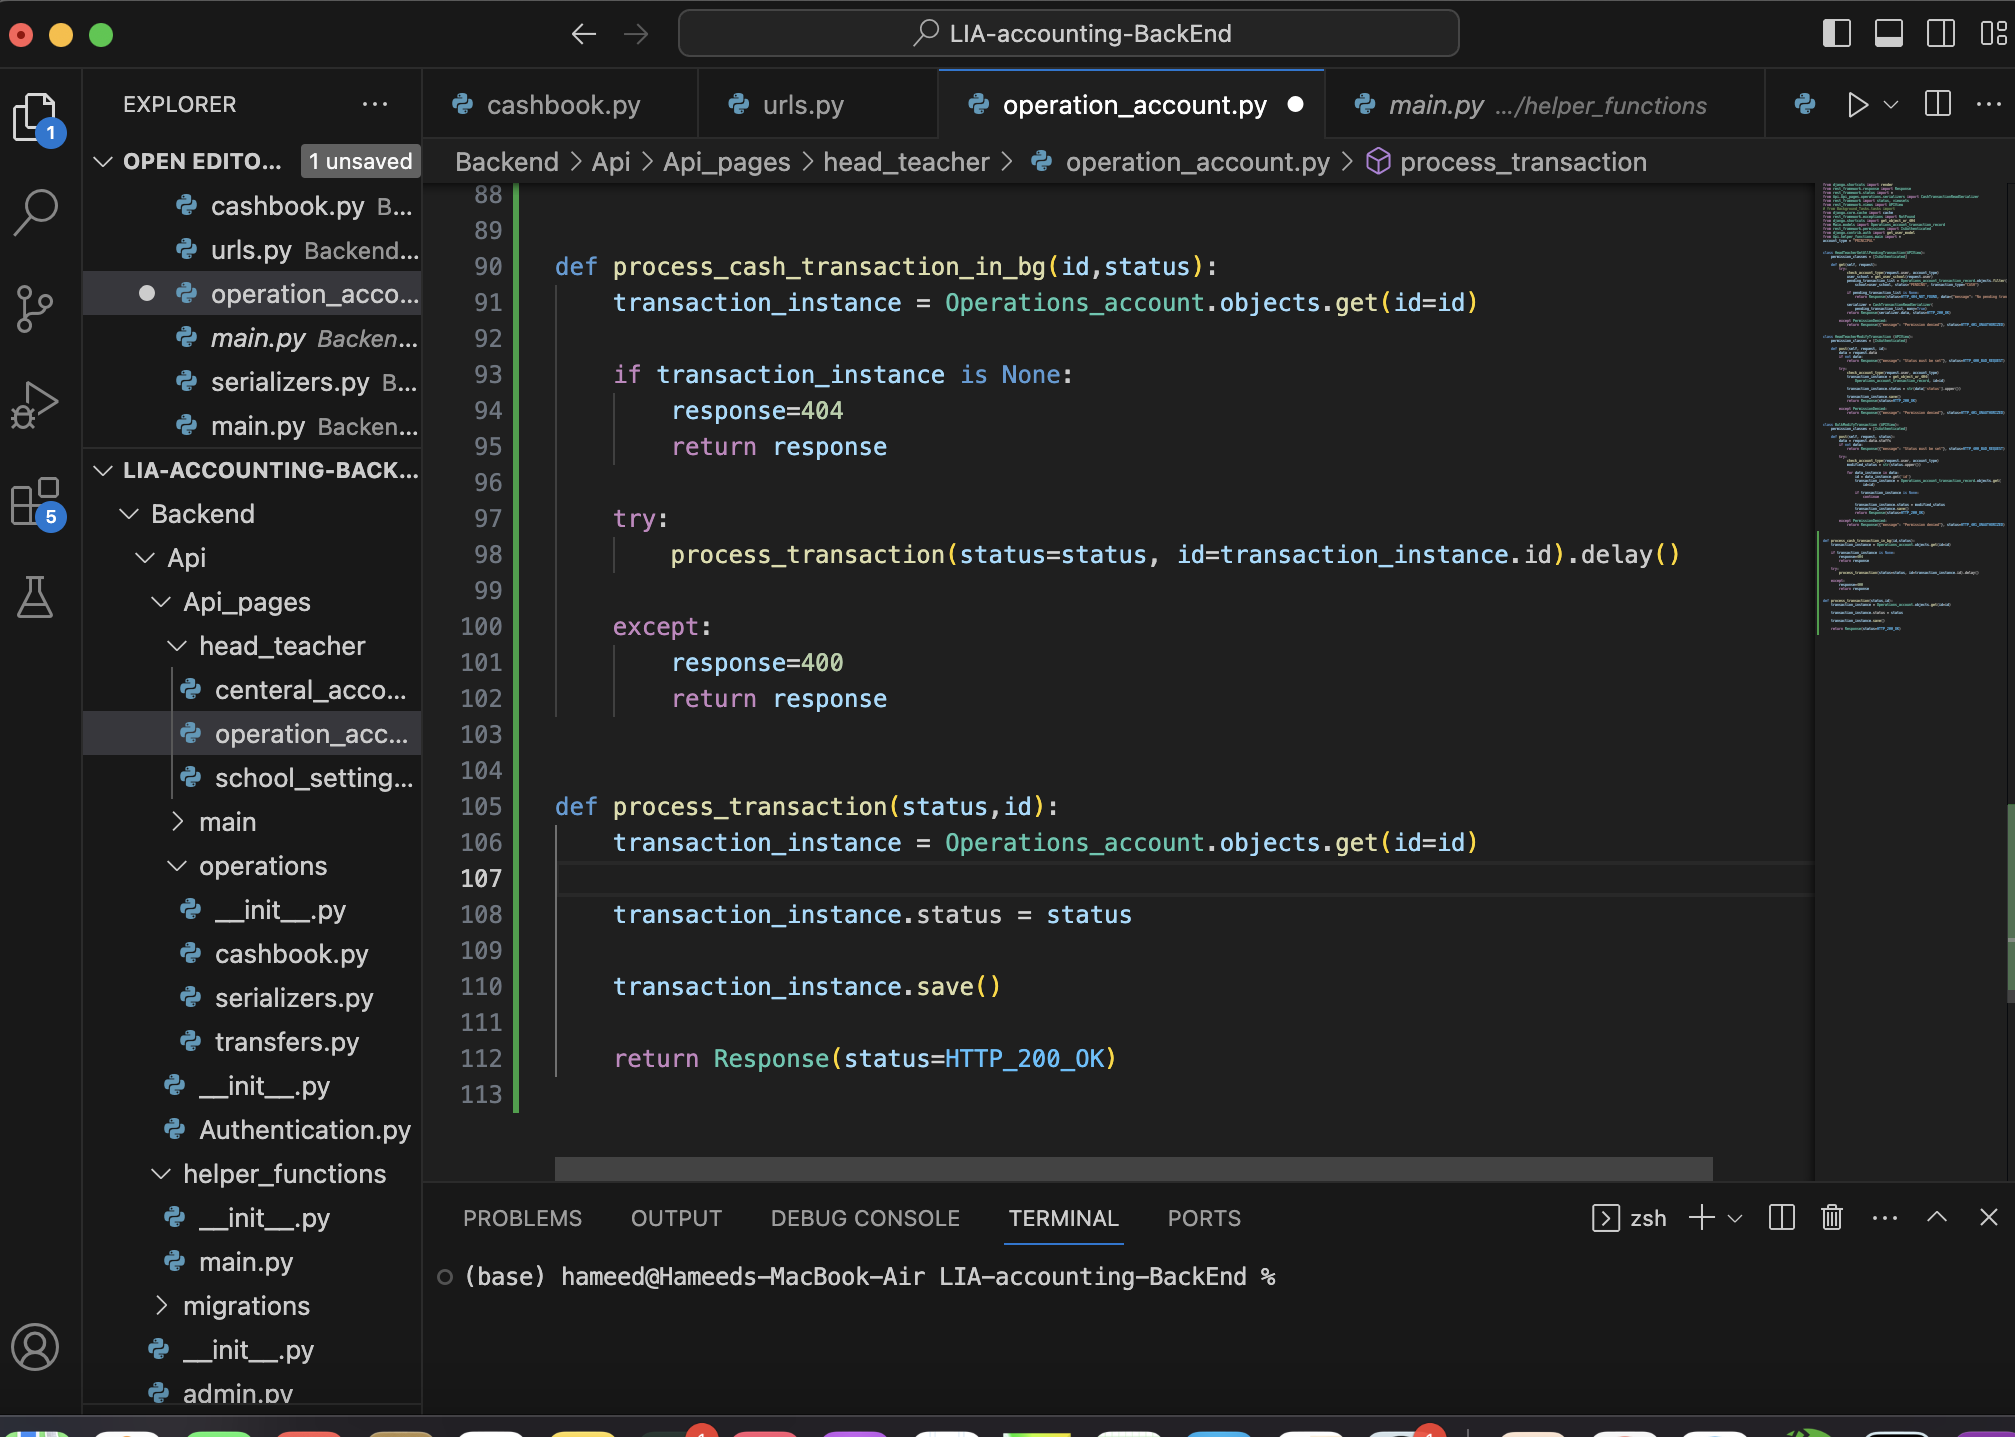 LIA-accounting-BackEnd
EXPLORER
cashbook.py
urls.py
operation_account.py
main.py .../helper_functions
OPEN EDITO... 1 unsaved
Backend > Api > Api_pages > head_teacher > operation_account.py > process_transaction
cashbook.py B...
urls.py Backend...
operation_acco...
main.py Backen...
serializers.py B...
main.py Backen...
LIA-ACCOUNTING-BACK...
Backend
Api
Api_pages
head_teacher
centeral_acco...
operation_acc...
school_setting...
main
operations
__init__.py
cashbook.py
serializers.py
transfers.py
__init__.py
Authentication.py
helper_functions
__init__.py
main.py
migrations
__init__.py
admin.py
1
5
88
89
90 def process_cash_transaction_in_bg(id,status):
91 transaction_instance = Operations_account.objects.get(id=id)
92
93 if transaction_instance is None:
94 response=404
95 return response
96
97 try:
98 process_transaction(status=status, id=transaction_instance.id).delay()
99
100 except:
101 response=400
102 return response
103
104
105 def process_transaction(status,id):
106 transaction_instance = Operations_account.objects.get(id=id)
107
108 transaction_instance.status = status
109
110 transaction_instance.save()
111
112 return Response(status=HTTP_200_OK)
113
PROBLEMS OUTPUT DEBUG CONSOLE TERMINAL PORTS
zsh
(base) hameed@Hameeds-MacBook-Air LIA-accounting-BackEnd %